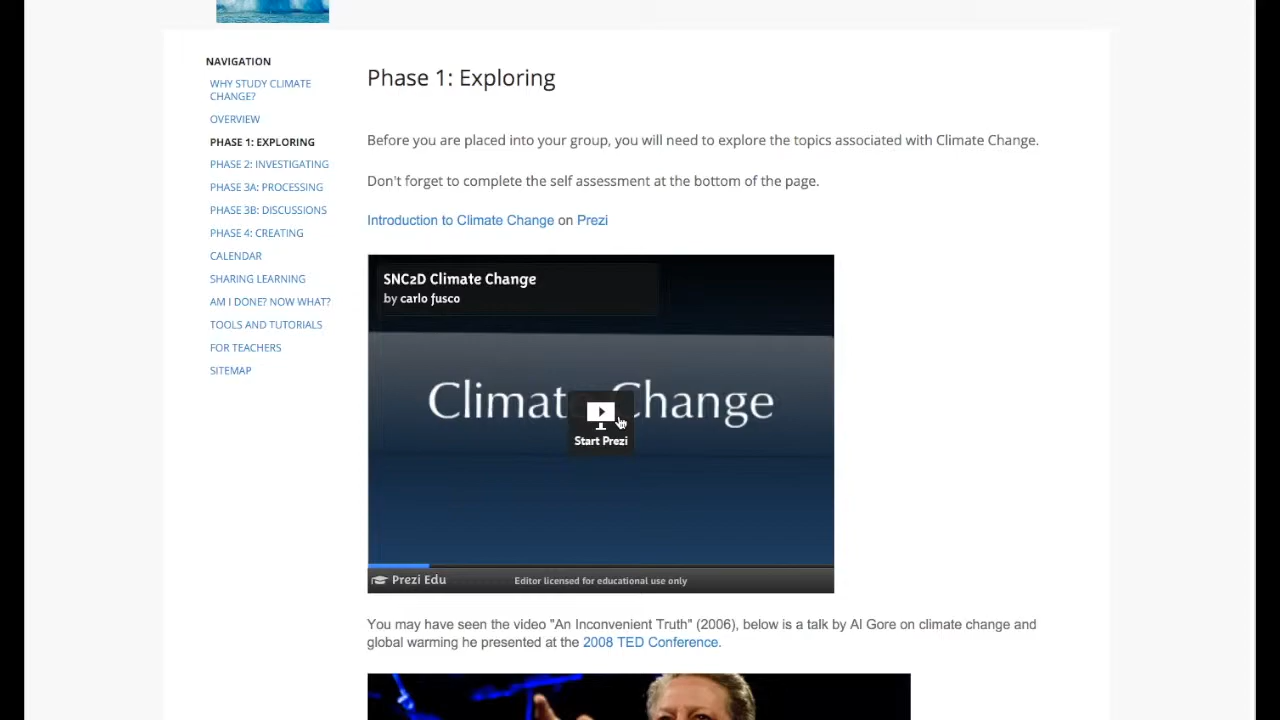 NAVIGATION
WHY STUDY CLIMATE
CHANGE?
OVERVIEW
PHASE 1: EXPLORING
PHASE 2: INVESTIGATING
PHASE 3A: PROCESSING
PHASE 3B: DISCUSSIONS
PHASE 4: CREATING
CALENDAR
SHARING LEARNING
AM I DONE? NOW WHAT?
TOOLS AND TUTORIALS
FOR TEACHERS
SITEMAP
Phase 1: Exploring
Before you are placed into your group, you will need to explore the topics associated with Climate Change.
Don't forget to complete the self assessment at the bottom of the page.
Introduction to Climate Change on Prezi
SNC2D Climate Change
by carlo fusco
Climate Change
Start Prezi
Prezi Edu
Editor licensed for educational use only
You may have seen the video "An Inconvenient Truth" (2006), below is a talk by Al Gore on climate change and
global warming he presented at the 2008 TED Conference.